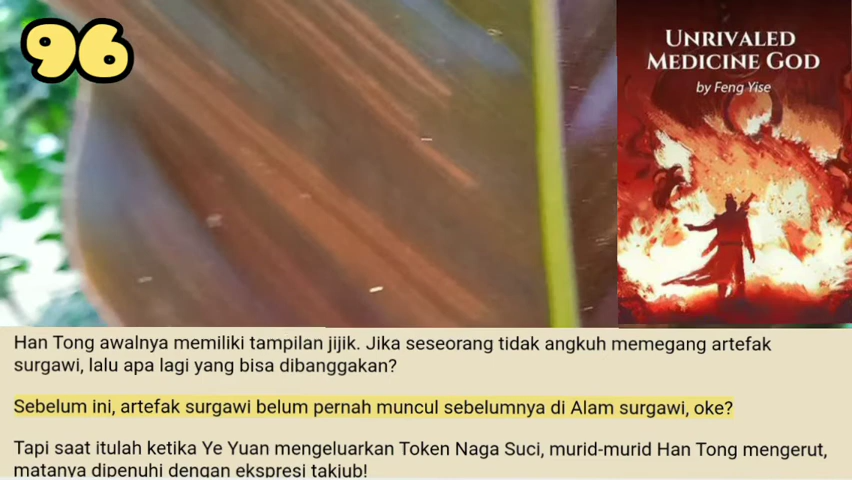 96
UNRIVALED
MEDICINE GOD
by Feng Yise
Han Tong awalnya memiliki tampilan jijik. Jika seseorang tidak angkuh memegang artefak
surgawi, lalu apa lagi yang bisa dibanggakan?
Sebelum ini, artefak surgawi belum pernah muncul sebelumnya di Alam surgawi, oke?
Tapi saat itulah ketika Ye Yuan mengeluarkan Token Naga Suci, murid-murid Han Tong mengerut,
matanya dipenuhi dengan ekspresi takjub!